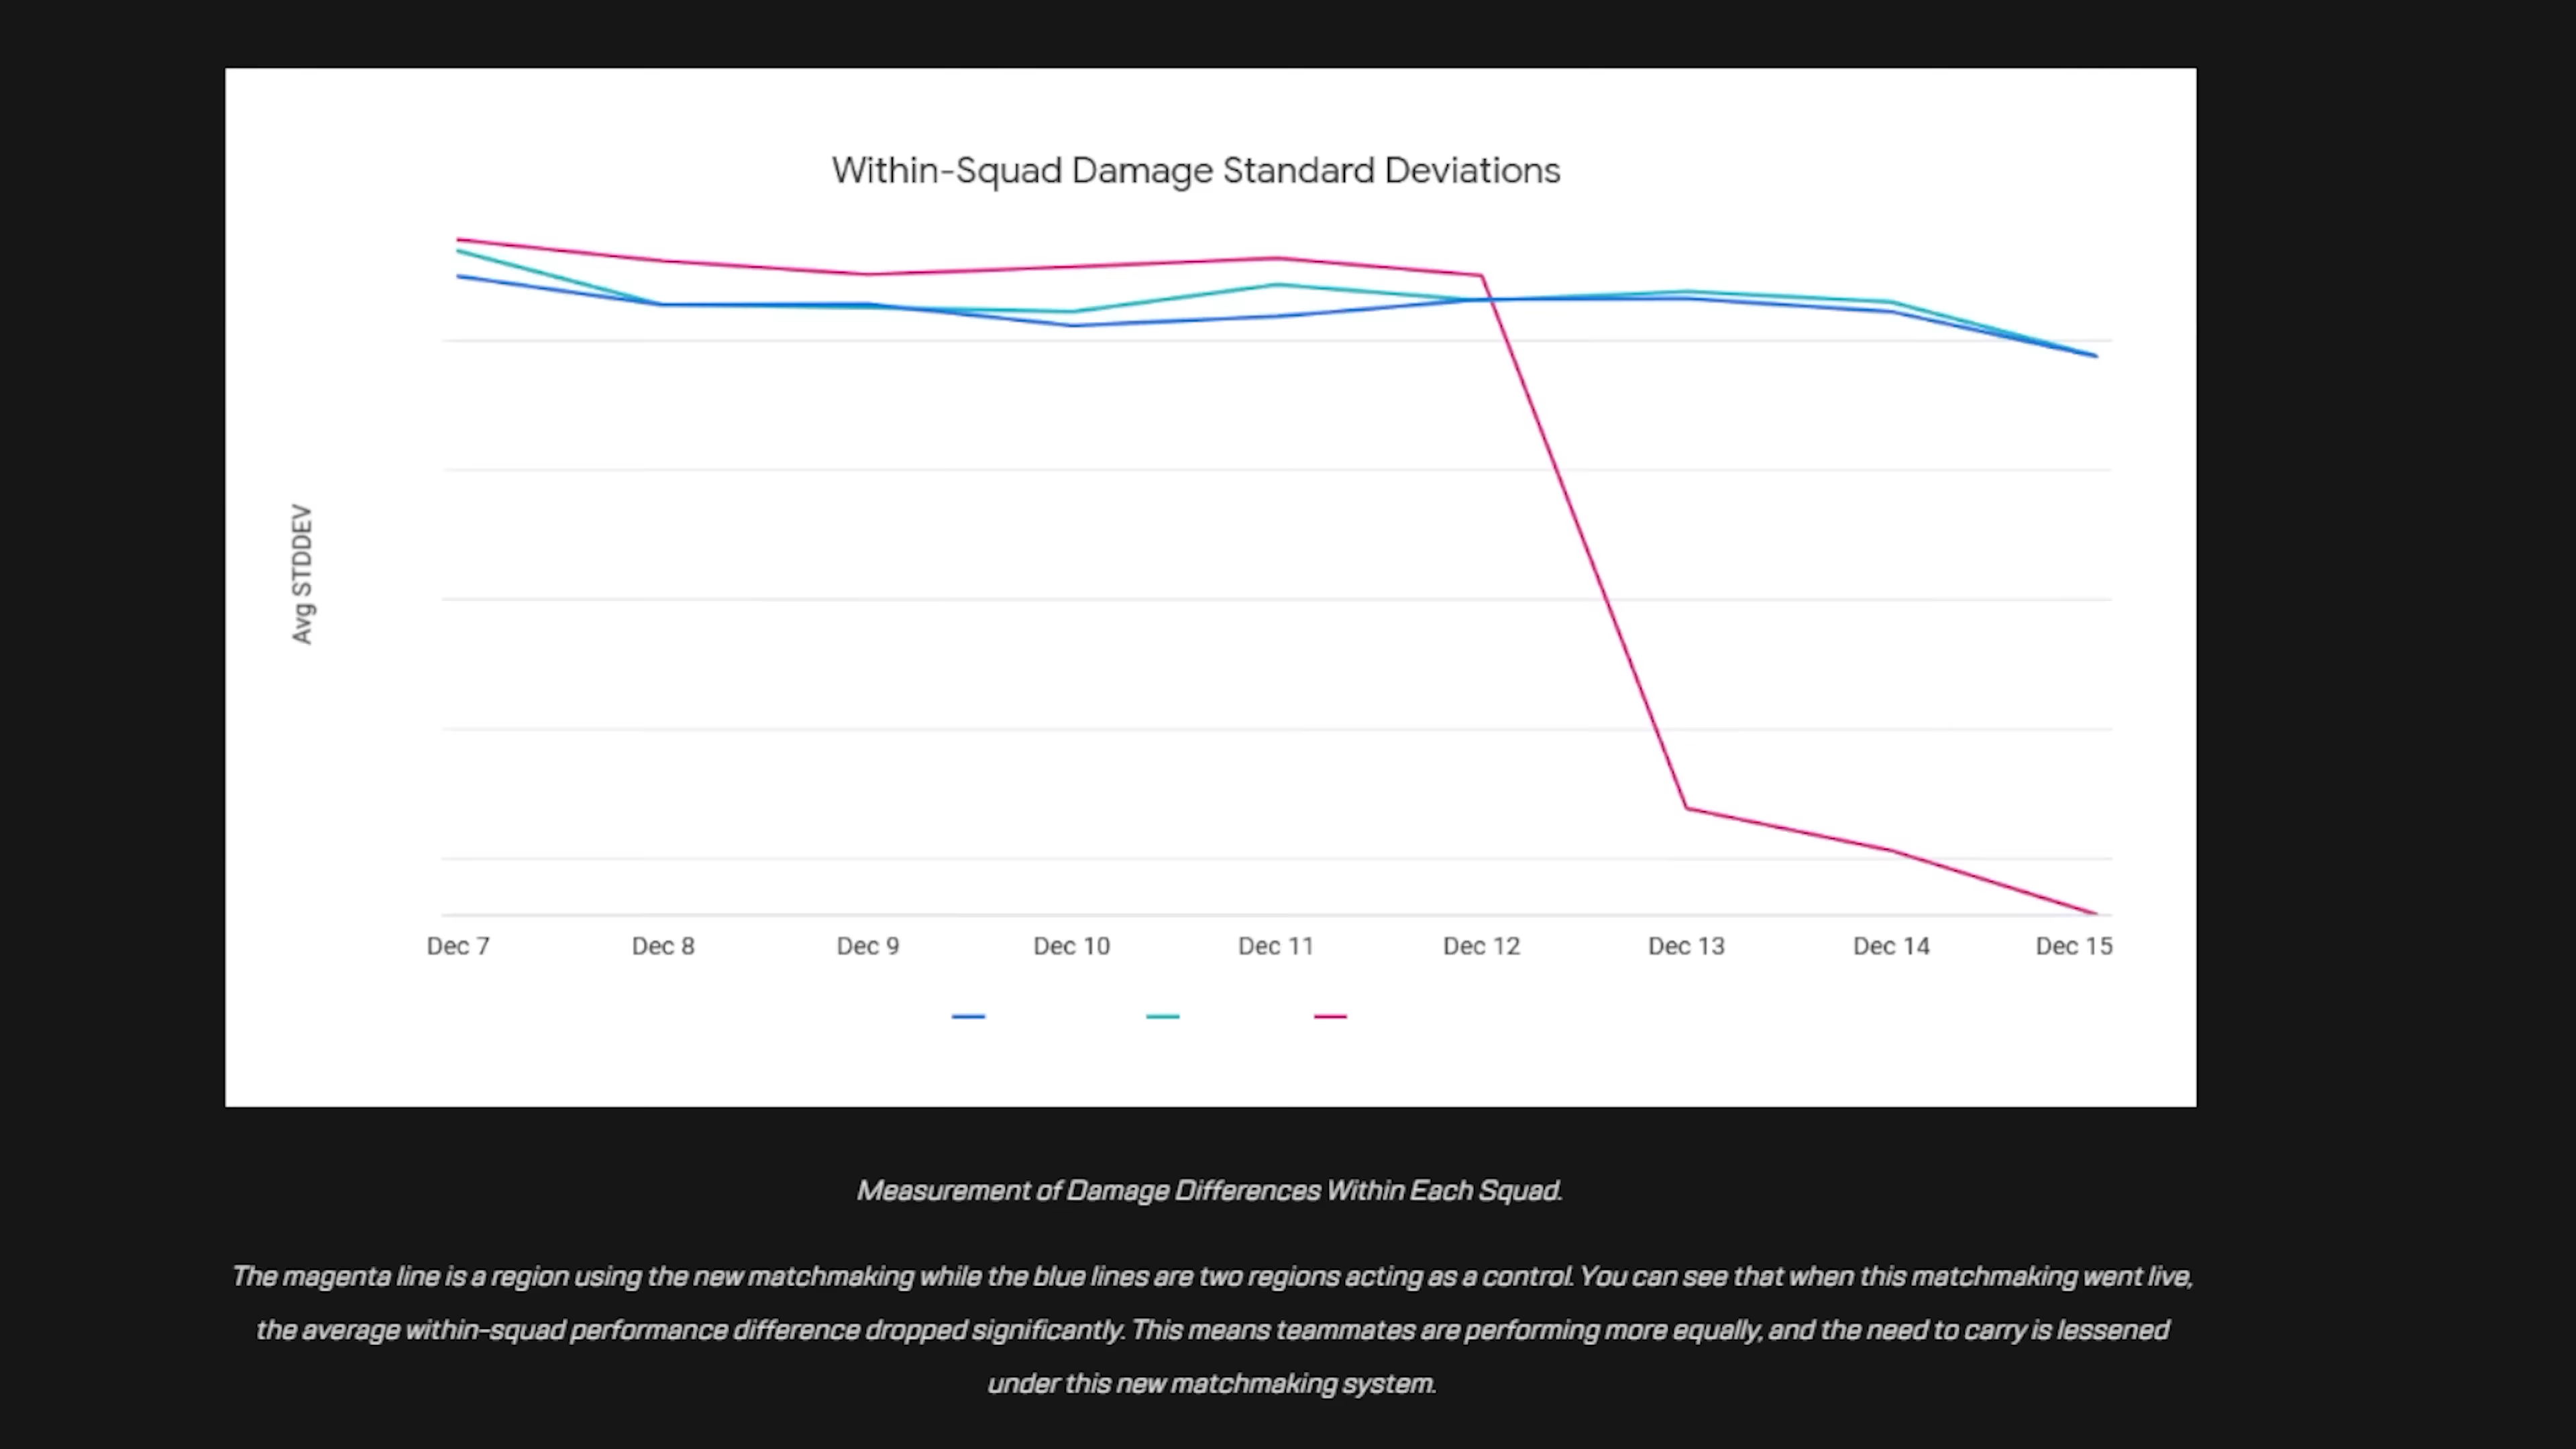 Within-Squad Damage Standard Deviations
Avg STDDEV
Dec 7 Dec 8 Dec 9 Dec 10 Dec 11 Dec 12 Dec 13 Dec 14 Dec 15
Measurement of Damage Differences Within Each Squad.
The magenta line is a region using the new matchmaking while the blue lines are two regions acting as a control. You can see that when this matchmaking went live,
the average within-squad performance difference dropped significantly. This means teammates are performing more equally, and the need to carry is lessened
under this new matchmaking system.